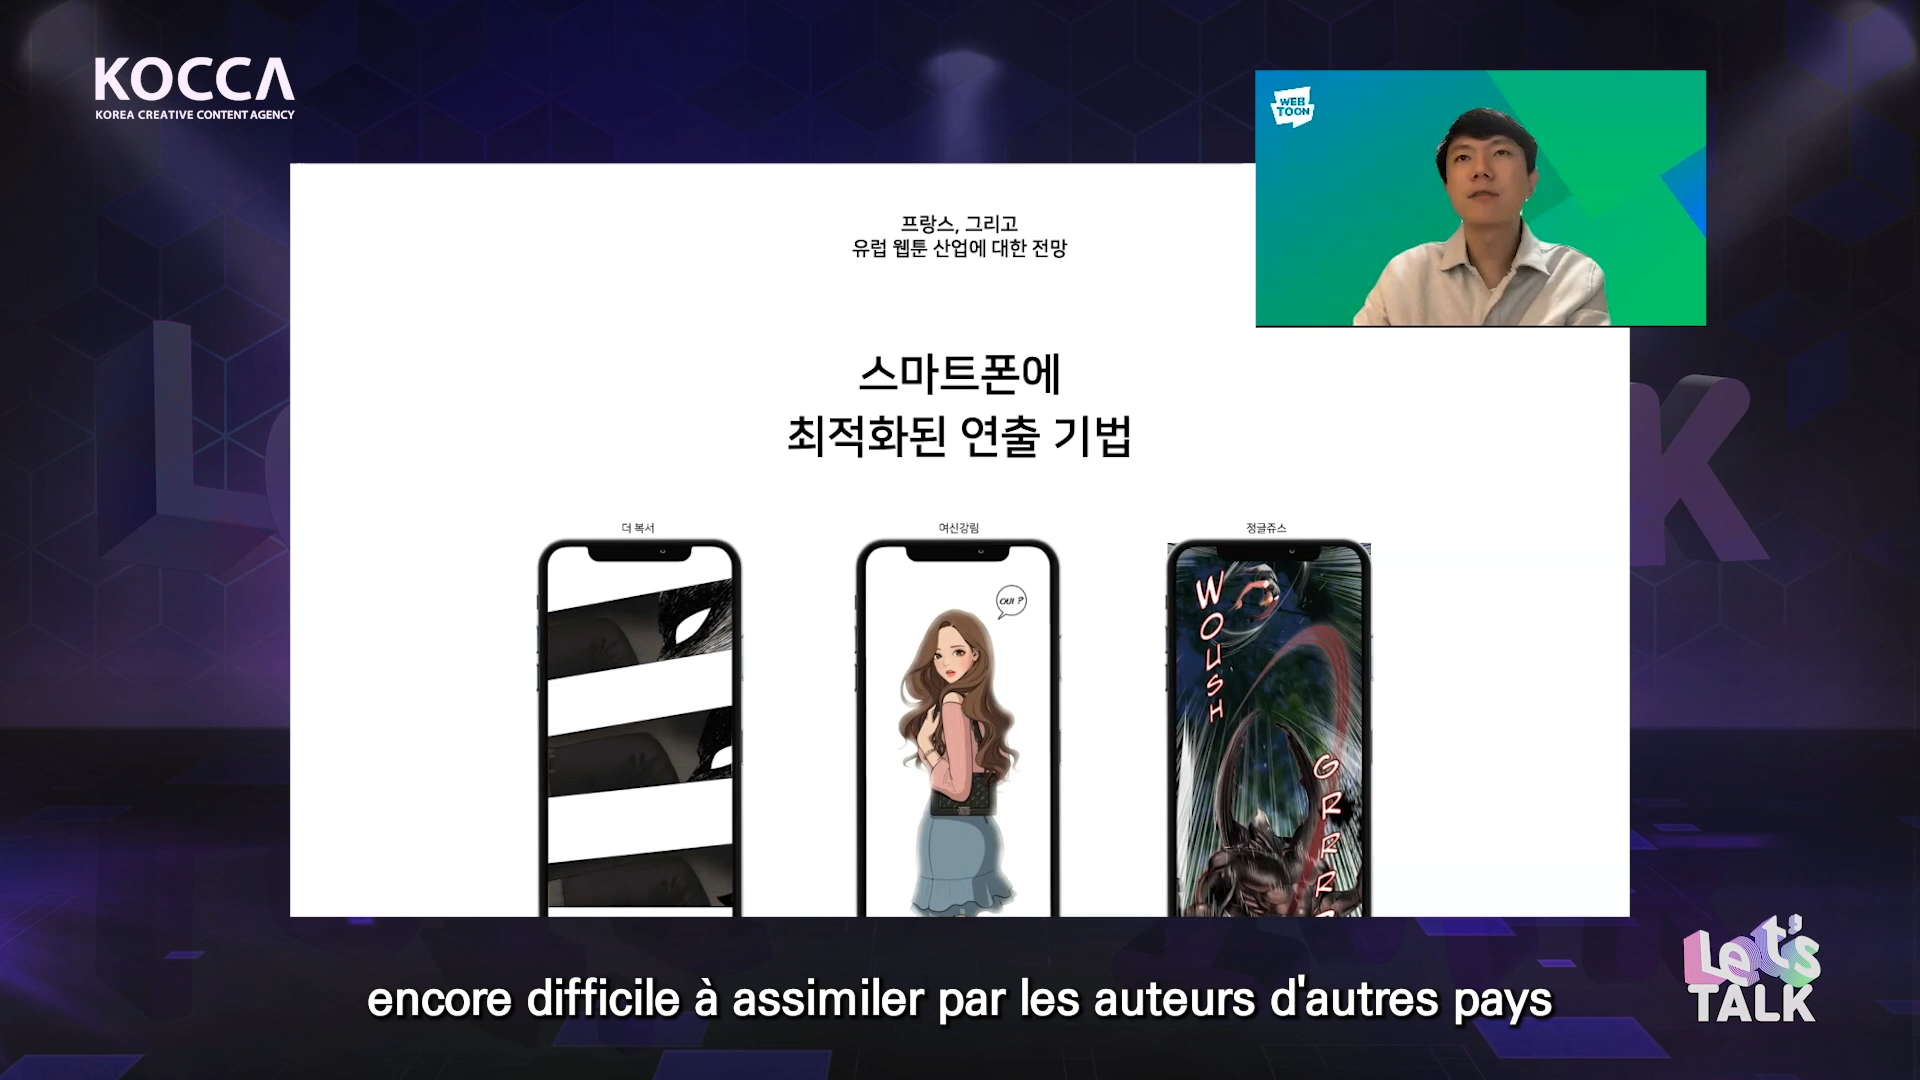 KOCCA
KOREA CREATIVE CONTENT AGENCY
WEB
TOON
프랑스, 그리고
유럽 웹툰 산업에 대한 전망
스마트폰에
최적화된 연출 기법
더 복서
여신강림
정글쥬스
OUI ?
WOUSH
GRRR
encore difficile à assimiler par les auteurs d'autres pays
Let's
TALK